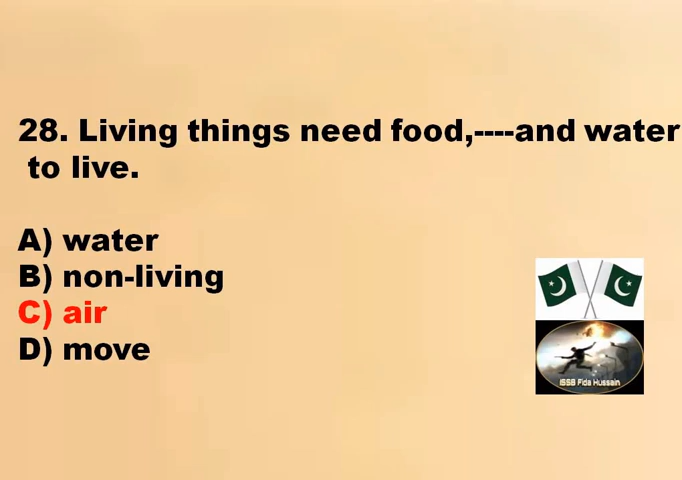 28. Living things need food,----and water
to live.
A) water
B) non-living
C) air
D) move
ISSB Fida Hussain